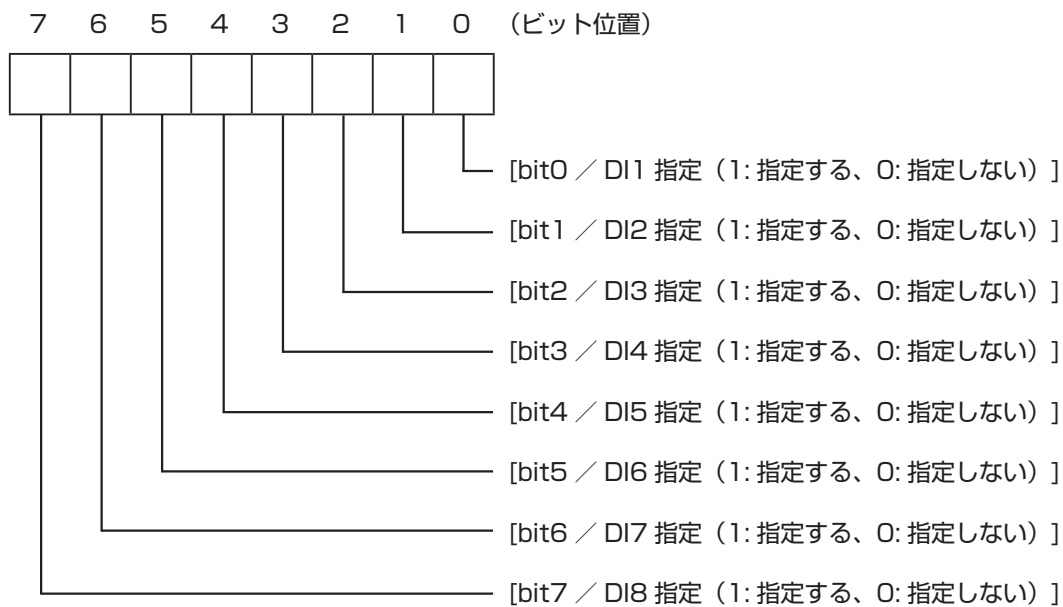 7 6 5 4 3 2 1 0 （ビット位置）
[bit0 ／ DI1 指定（1: 指定する、0: 指定しない）]
[bit1 ／ DI2 指定（1: 指定する、0: 指定しない）]
[bit2 ／ DI3 指定（1: 指定する、0: 指定しない）]
[bit3 ／ DI4 指定（1: 指定する、0: 指定しない）]
[bit4 ／ DI5 指定（1: 指定する、0: 指定しない）]
[bit5 ／ DI6 指定（1: 指定する、0: 指定しない）]
[bit6 ／ DI7 指定（1: 指定する、0: 指定しない）]
[bit7 ／ DI8 指定（1: 指定する、0: 指定しない）]